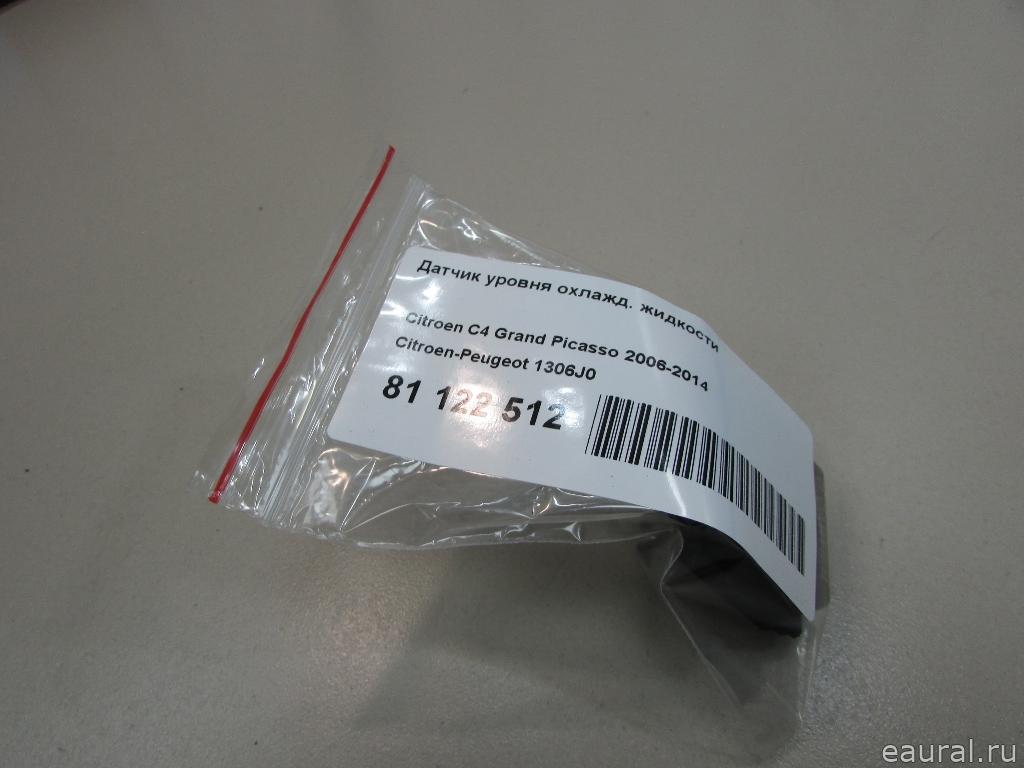 Датчик уровня охлажд. жидкости
Citroen C4 Grand Picasso 2006-2014
Citroen-Peugeot 1306J0
81 122 512
eaural.ru